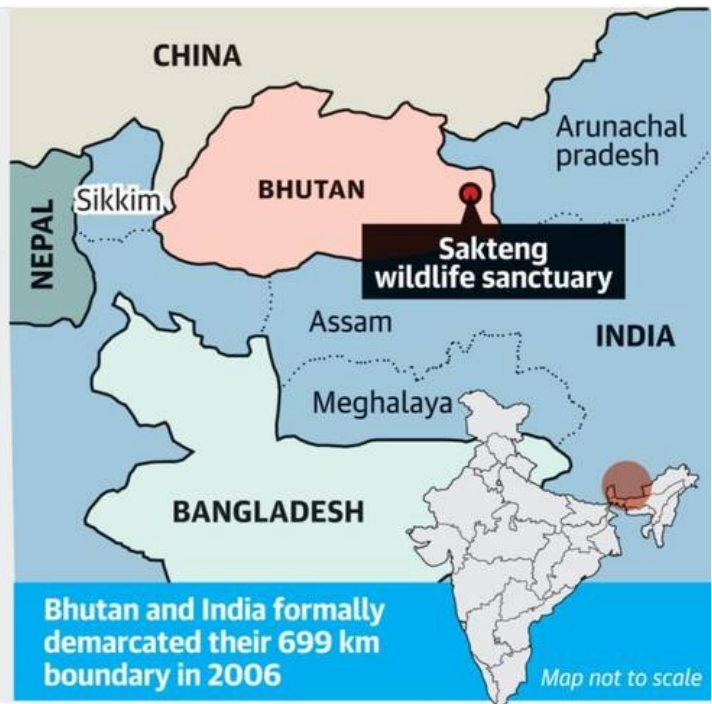 CHINA
Arunachal
pradesh
BHUTAN
Sikkim
NEPAL
Sakteng
wildlife sanctuary
Assam
INDIA
Meghalaya
BANGLADESH
Bhutan and India formally
demarcated their 699 km
boundary in 2006
Map not to scale